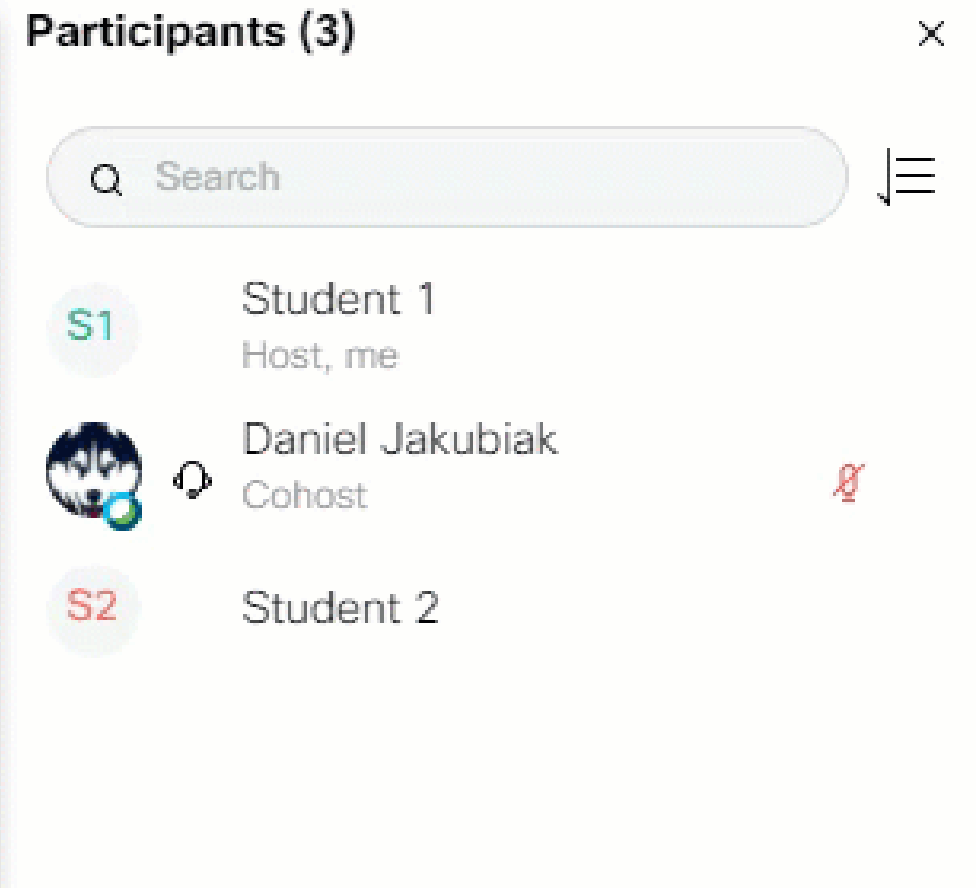 Participants (3)
Search
S1
Student 1
Host, me
Daniel Jakubiak
Cohost
S2
Student 2